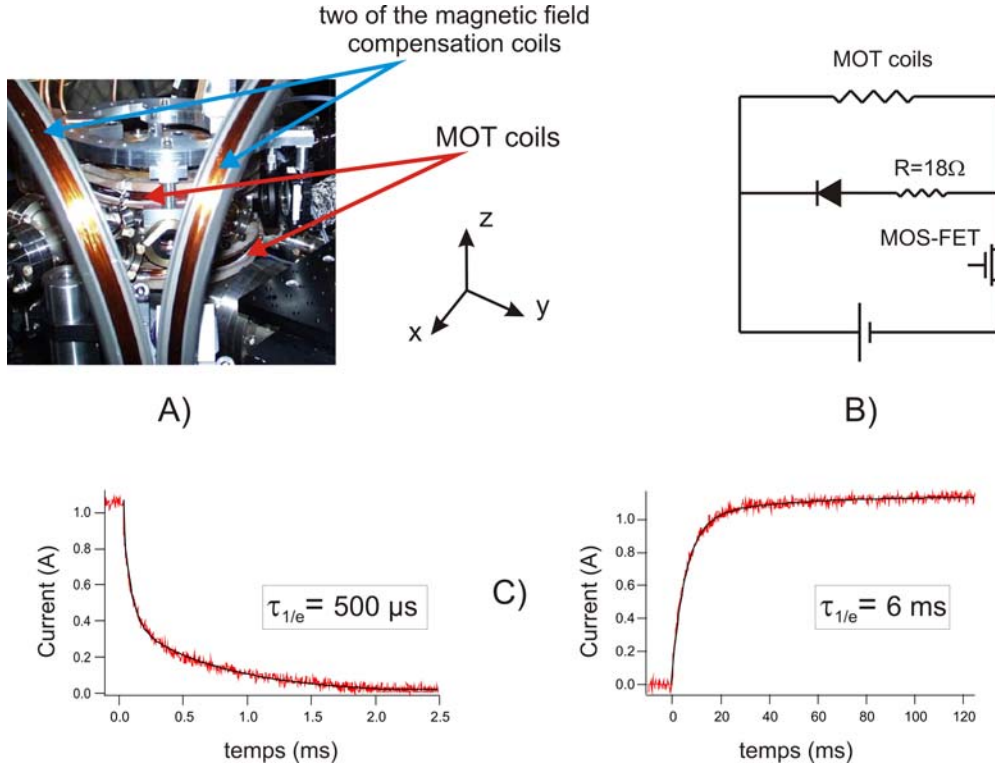 two of the magnetic field
compensation coils
MOT coils
z
x
y
A)
MOT coils
R=18Ω
MOS-FET
B)
Current (A)
1.0
0.8
0.6
0.4
0.2
0.0
τ1/e= 500 µs
0.0 0.5 1.0 1.5 2.0 2.5
temps (ms)
C)
Current (A)
1.0
0.8
0.6
0.4
0.2
0.0
τ1/e= 6 ms
0 20 40 60 80 100 120
temps (ms)